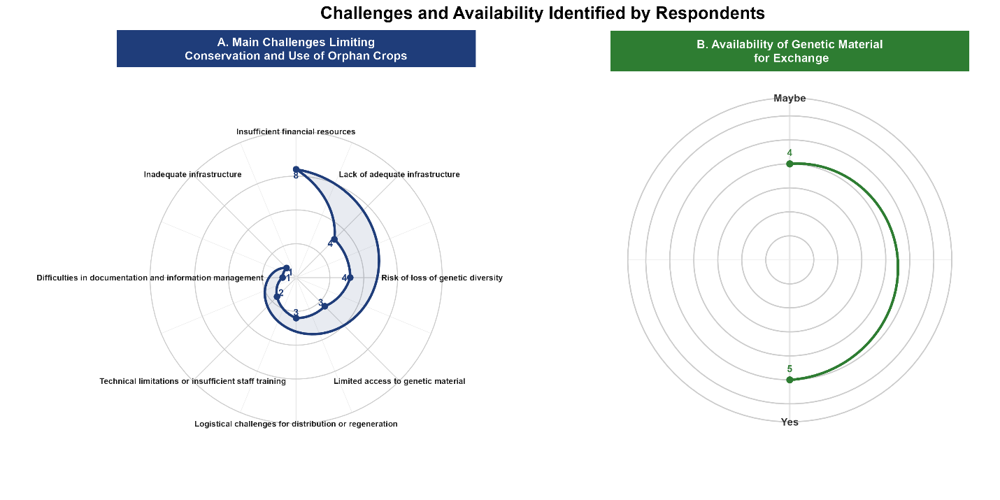 Challenges and Availability Identified by Respondents
A. Main Challenges Limiting
Conservation and Use of Orphan Crops
Insufficient financial resources
Inadequate infrastructure
Lack of adequate infrastructure
8
4
1
Difficulties in documentation and information management
1
4
Risk of loss of genetic diversity
2
3
3
Technical limitations or insufficient staff training
Limited access to genetic material
Logistical challenges for distribution or regeneration
B. Availability of Genetic Material
for Exchange
Maybe
4
5
Yes